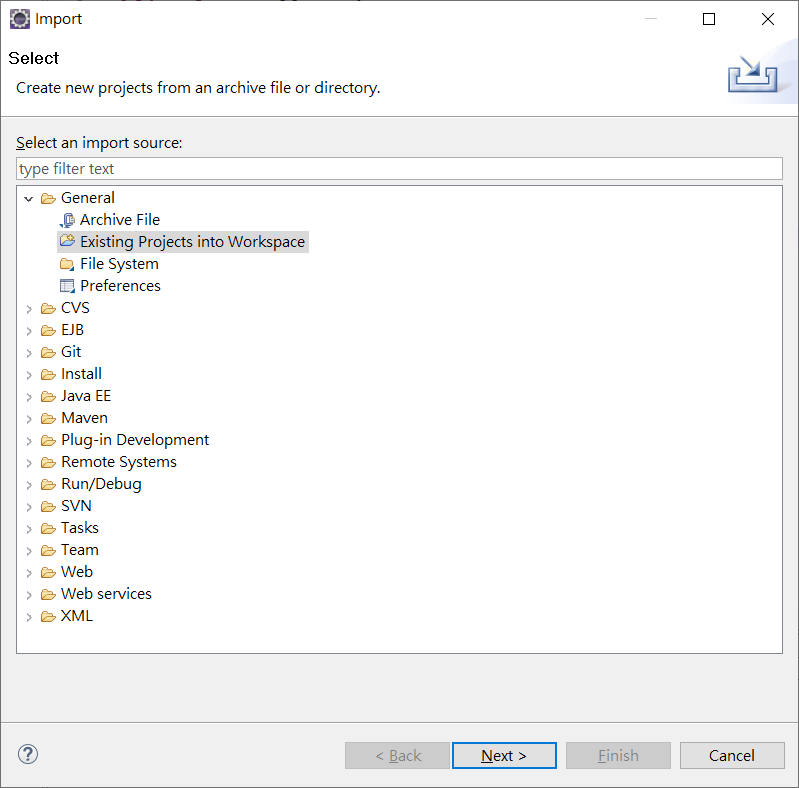 Import
Select
Create new projects from an archive file or directory.
Select an import source:
type filter text
General
Archive File
Existing Projects into Workspace
File System
Preferences
CVS
EJB
Git
Install
Java EE
Maven
Plug-in Development
Remote Systems
Run/Debug
SVN
Tasks
Team
Web
Web services
XML
< Back Next > Finish Cancel